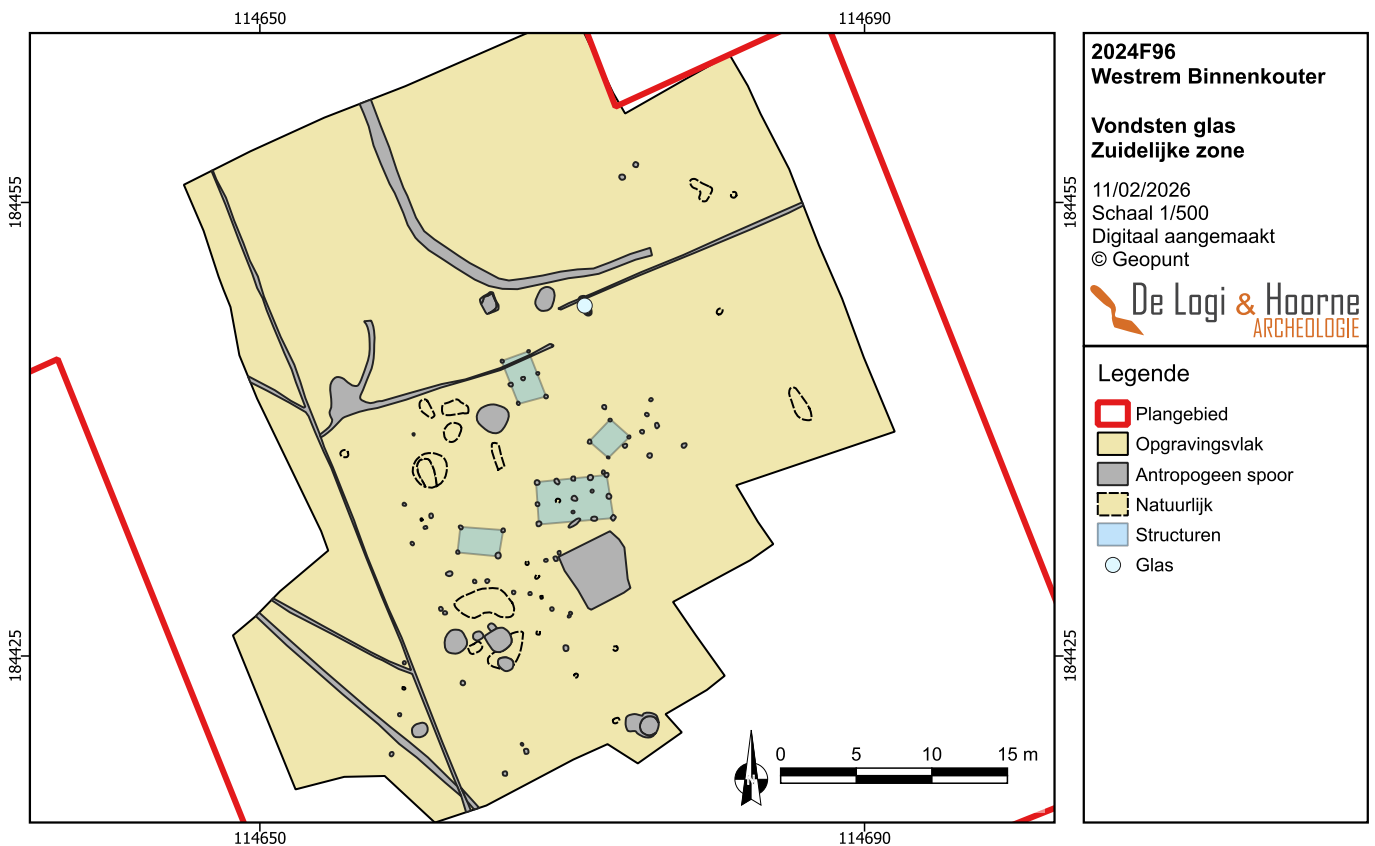 114650
114690
184455
184455
184425
184425
114650
114690
0 5 10 15 m
2024F96
Westrem Binnenkouter
Vondsten glas
Zuidelijke zone
11/02/2026
Schaal 1/500
Digitaal aangemaakt
© Geopunt
De Logi & Hoorne
ARCHEOLOGIE
Legende
Plangebied
Opgravingsvlak
Antropogeen spoor
Natuurlijk
Structuren
Glas